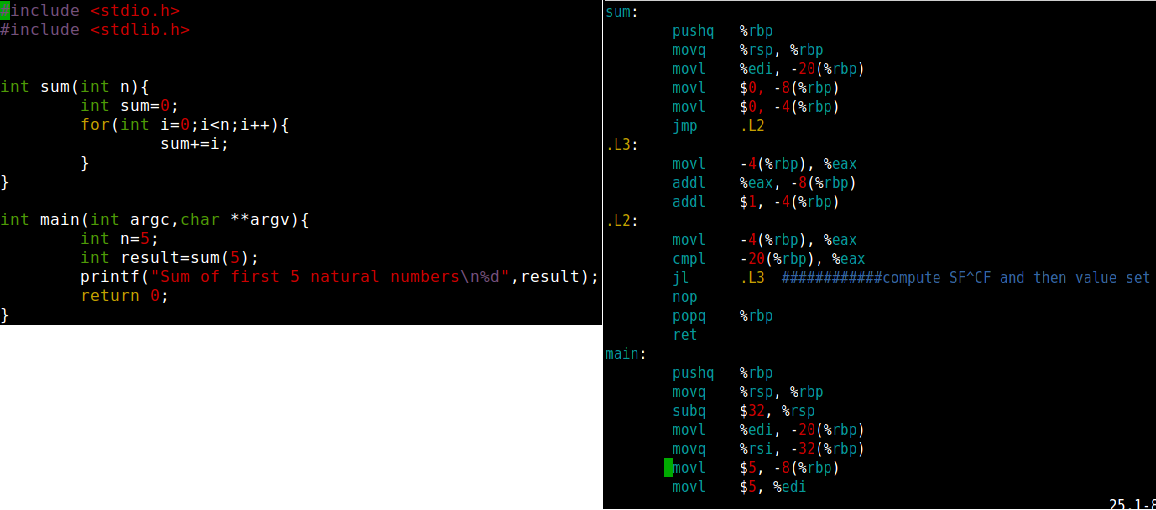 #include <stdio.h>
#include <stdlib.h>
int sum(int n){
int sum=0;
for(int i=0;i<n;i++){
sum+=i;
}
}
int main(int argc,char **argv){
int n=5;
int result=sum(5);
printf("Sum of first 5 natural numbers\n%d",result);
return 0;
}
sum:
pushq %rbp
movq %rsp, %rbp
movl %edi, -20(%rbp)
movl $0, -8(%rbp)
movl $0, -4(%rbp)
jmp .L2
.L3:
movl -4(%rbp), %eax
addl %eax, -8(%rbp)
addl $1, -4(%rbp)
.L2:
movl -4(%rbp), %eax
cmpl -20(%rbp), %eax
jl .L3 ############compute SF^CF and then value set
nop
popq %rbp
ret
main:
pushq %rbp
movq %rsp, %rbp
subq $32, %rsp
movl %edi, -20(%rbp)
movq %rsi, -32(%rbp)
movl $5, -8(%rbp)
movl $5, %edi
25,1-8